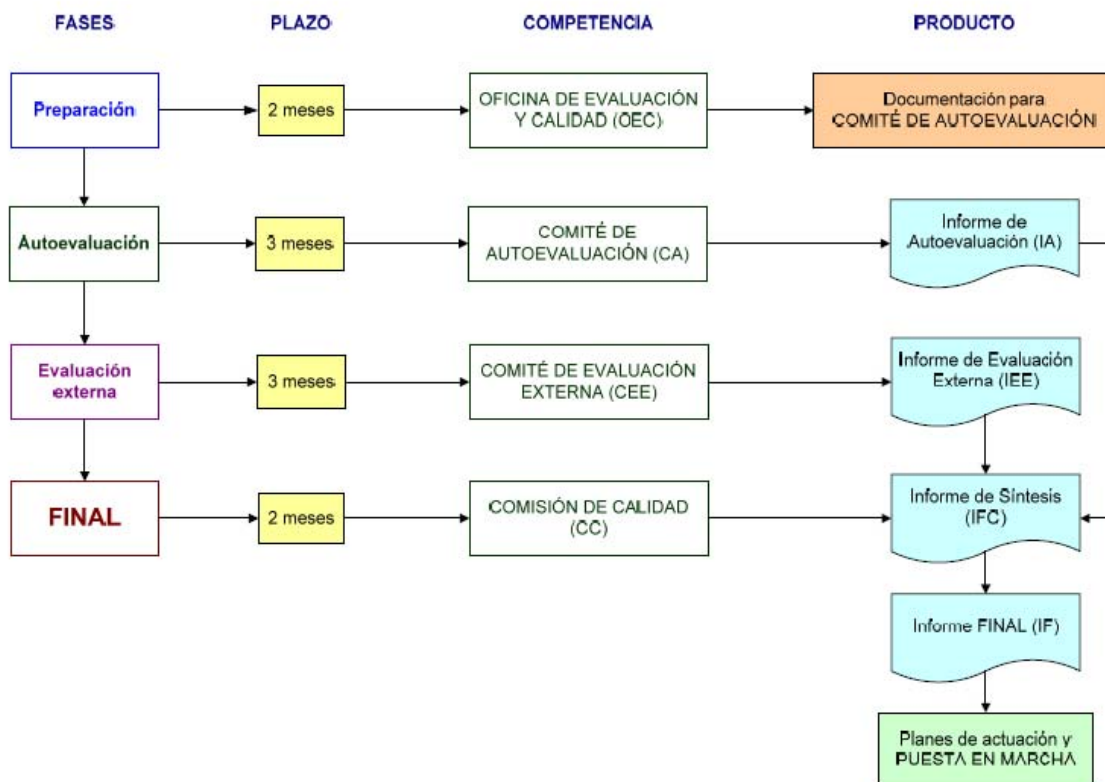 FASES
PLAZO
COMPETENCIA
PRODUCTO
Preparación
2 meses
OFICINA DE EVALUACIÓN
Y CALIDAD (OEC)
Documentación para
COMITÉ DE AUTOEVALUACIÓN
Autoevaluación
3 meses
COMITÉ DE
AUTOEVALUACIÓN (CA)
Informe de
Autoevaluación (IA)
Evaluación
externa
3 meses
COMITÉ DE EVALUACIÓN
EXTERNA (CEE)
Informe de Evaluación
Externa (IEE)
FINAL
2 meses
COMISIÓN DE CALIDAD
(CC)
Informe de Síntesis
(IFC)
Informe FINAL (IF)
Planes de actuación y
PUESTA EN MARCHA